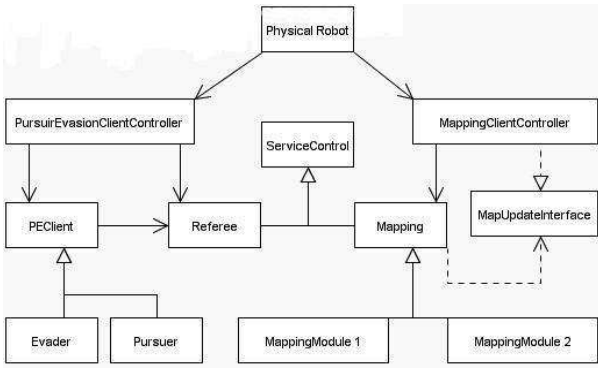 Physical Robot
PursuirEvasionClientController
MappingClientController
ServiceControl
PEClient
Referee
Mapping
MapUpdateInterface
Evader
Pursuer
MappingModule 1
MappingModule 2